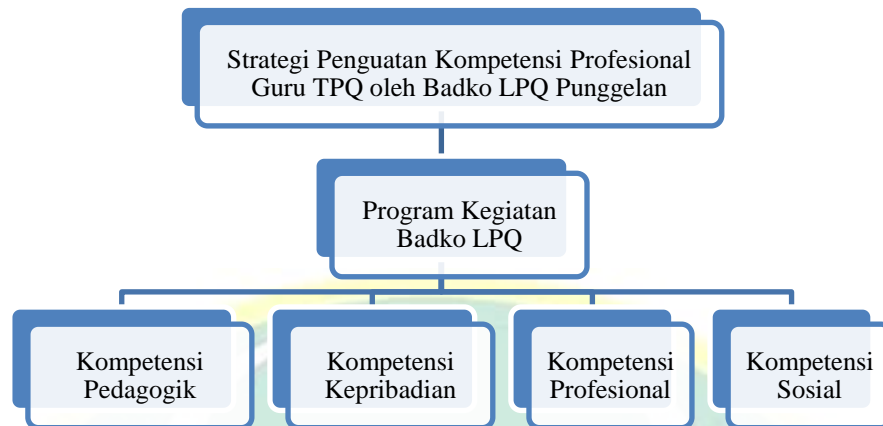 Strategi Penguatan Kompetensi Profesional
Guru TPQ oleh Badko LPQ Punggelan
Program Kegiatan
Badko LPQ
Kompetensi
Pedagogik
Kompetensi
Kepribadian
Kompetensi
Profesional
Kompetensi
Sosial